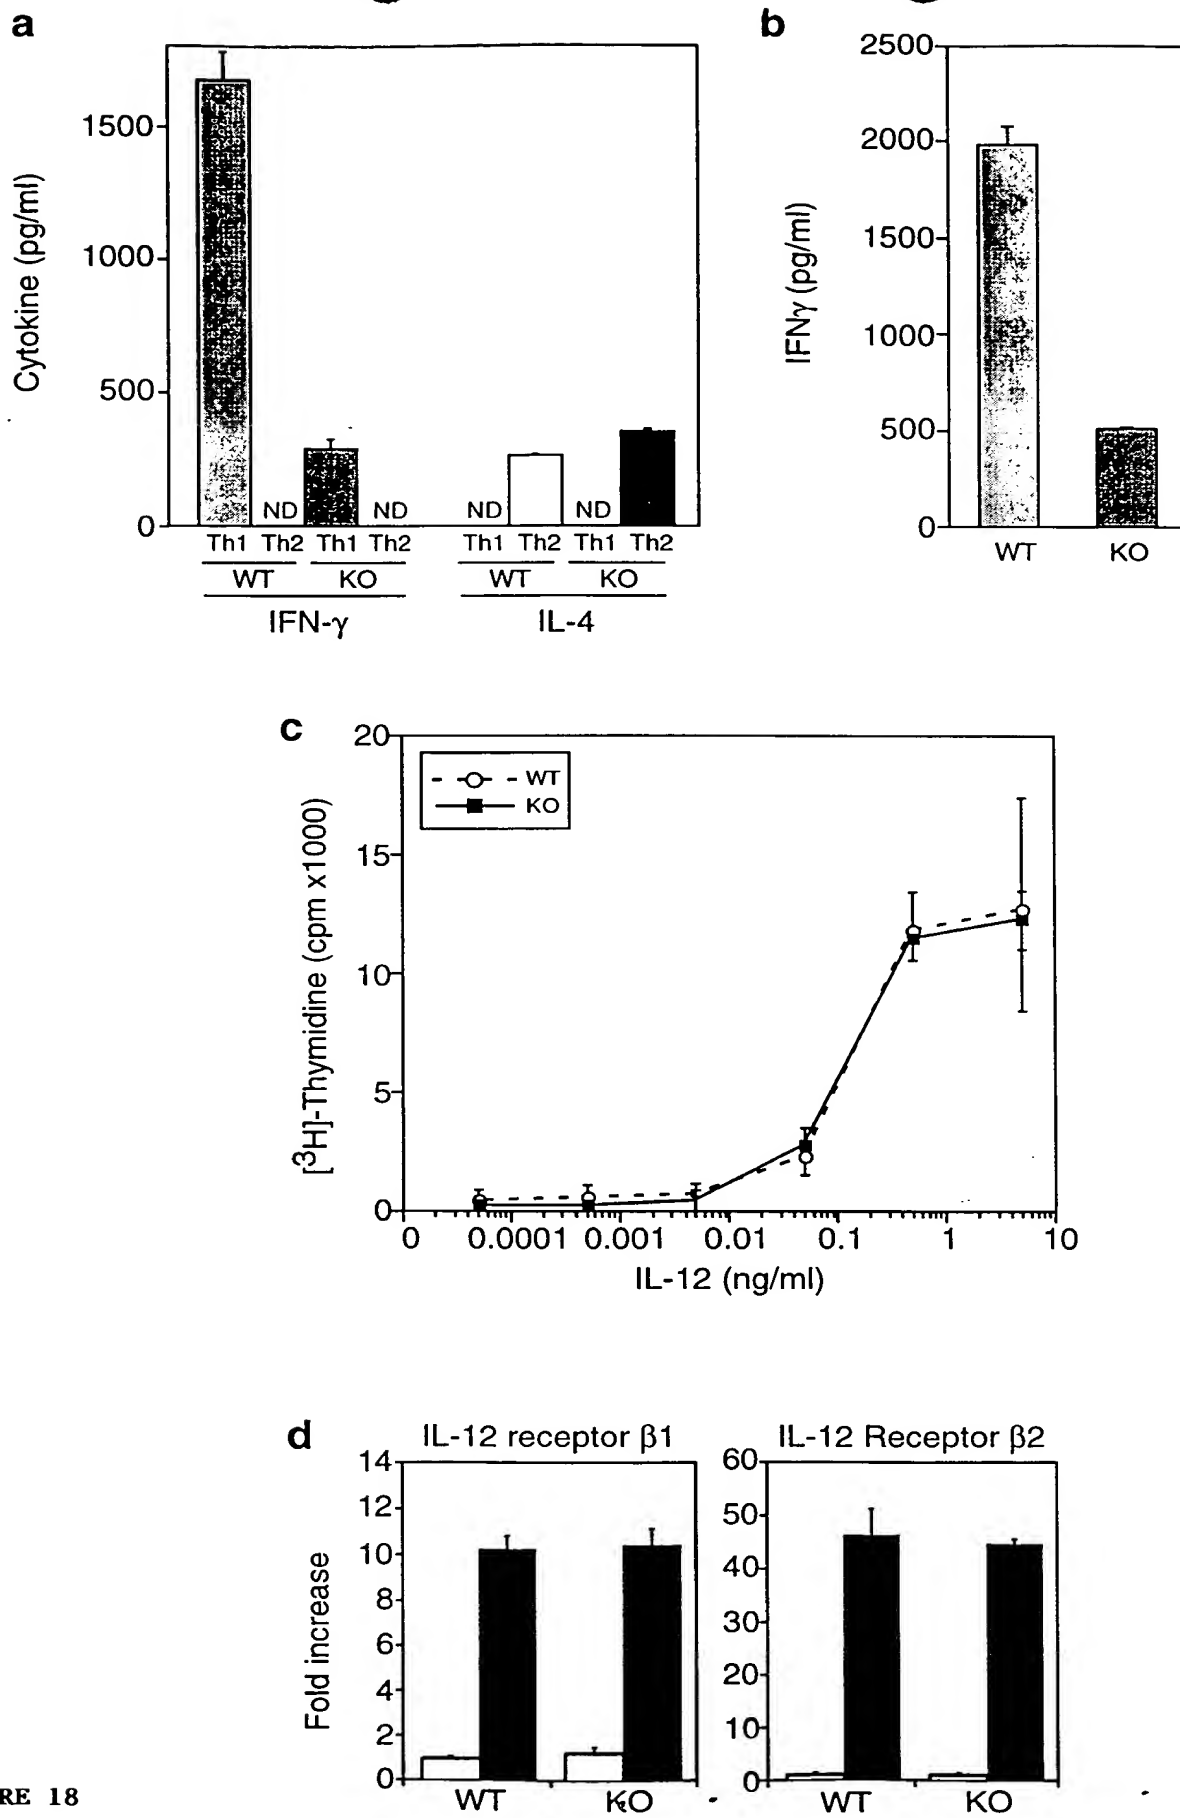 a
Cytokine (pg/ml)
1500
1000
500
0
ND ND ND ND
Th1 Th2 Th1 Th2 Th1 Th2 Th1 Th2
WT KO WT KO
IFN-γ IL-4
b
IFNγ (pg/ml)
2500
2000
1500
1000
500
0
WT KO
c
[³H]-Thymidine (cpm x1000)
20
15
10
5
0
WT
KO
0 0.0001 0.001 0.01 0.1 1 10
IL-12 (ng/ml)
d
IL-12 receptor β1 IL-12 Receptor β2
Fold increase
14
12
10
8
6
4
2
0
WT KO
60
50
40
30
20
10
0
WT KO
RE 18